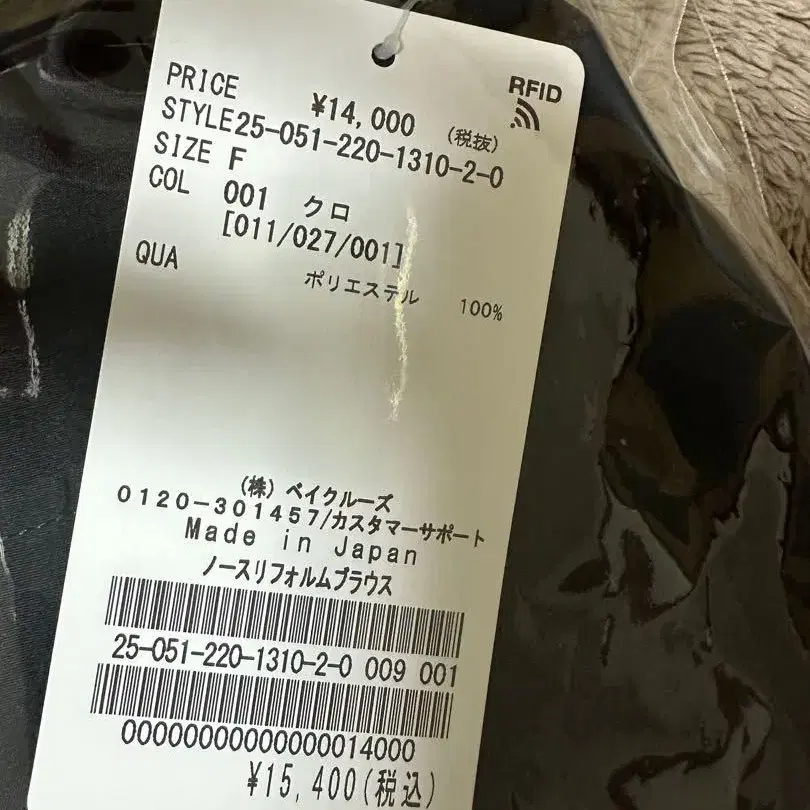 RFID
PRICE ¥14,000 (税抜)
STYLE25-051-220-1310-2-0
SIZE F
COL 001 クロ
[011/027/001]
QUA
ポリエステル 100%
(株) ベイクルーズ
0120-301457/カスタマーサポート
Made in Japan
ノースリフォルムブラウス
25-051-220-1310-2-0 009 001
00000000000000014000
¥15,400(税込)